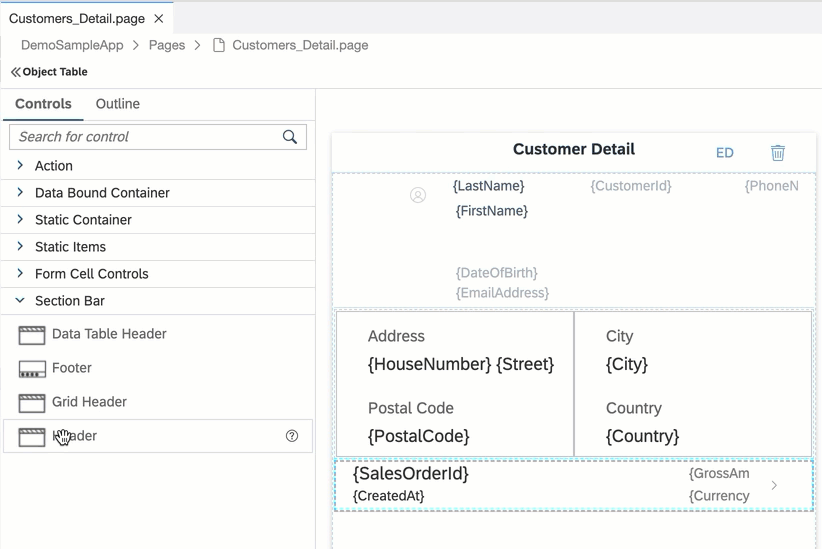 Customers_Detail.page
DemoSampleApp > Pages > Customers_Detail.page
Object Table
Controls Outline
Search for control
Action
Data Bound Container
Static Container
Static Items
Form Cell Controls
Section Bar
Data Table Header
Footer
Grid Header
Customer Detail ED
{LastName} {CustomerId} {PhoneN
{FirstName}
{DateOfBirth}
{EmailAddress}
Address City
{HouseNumber} {Street} {City}
Postal Code Country
{PostalCode} {Country}
{SalesOrderId} {GrossAm
{CreatedAt} {Currency